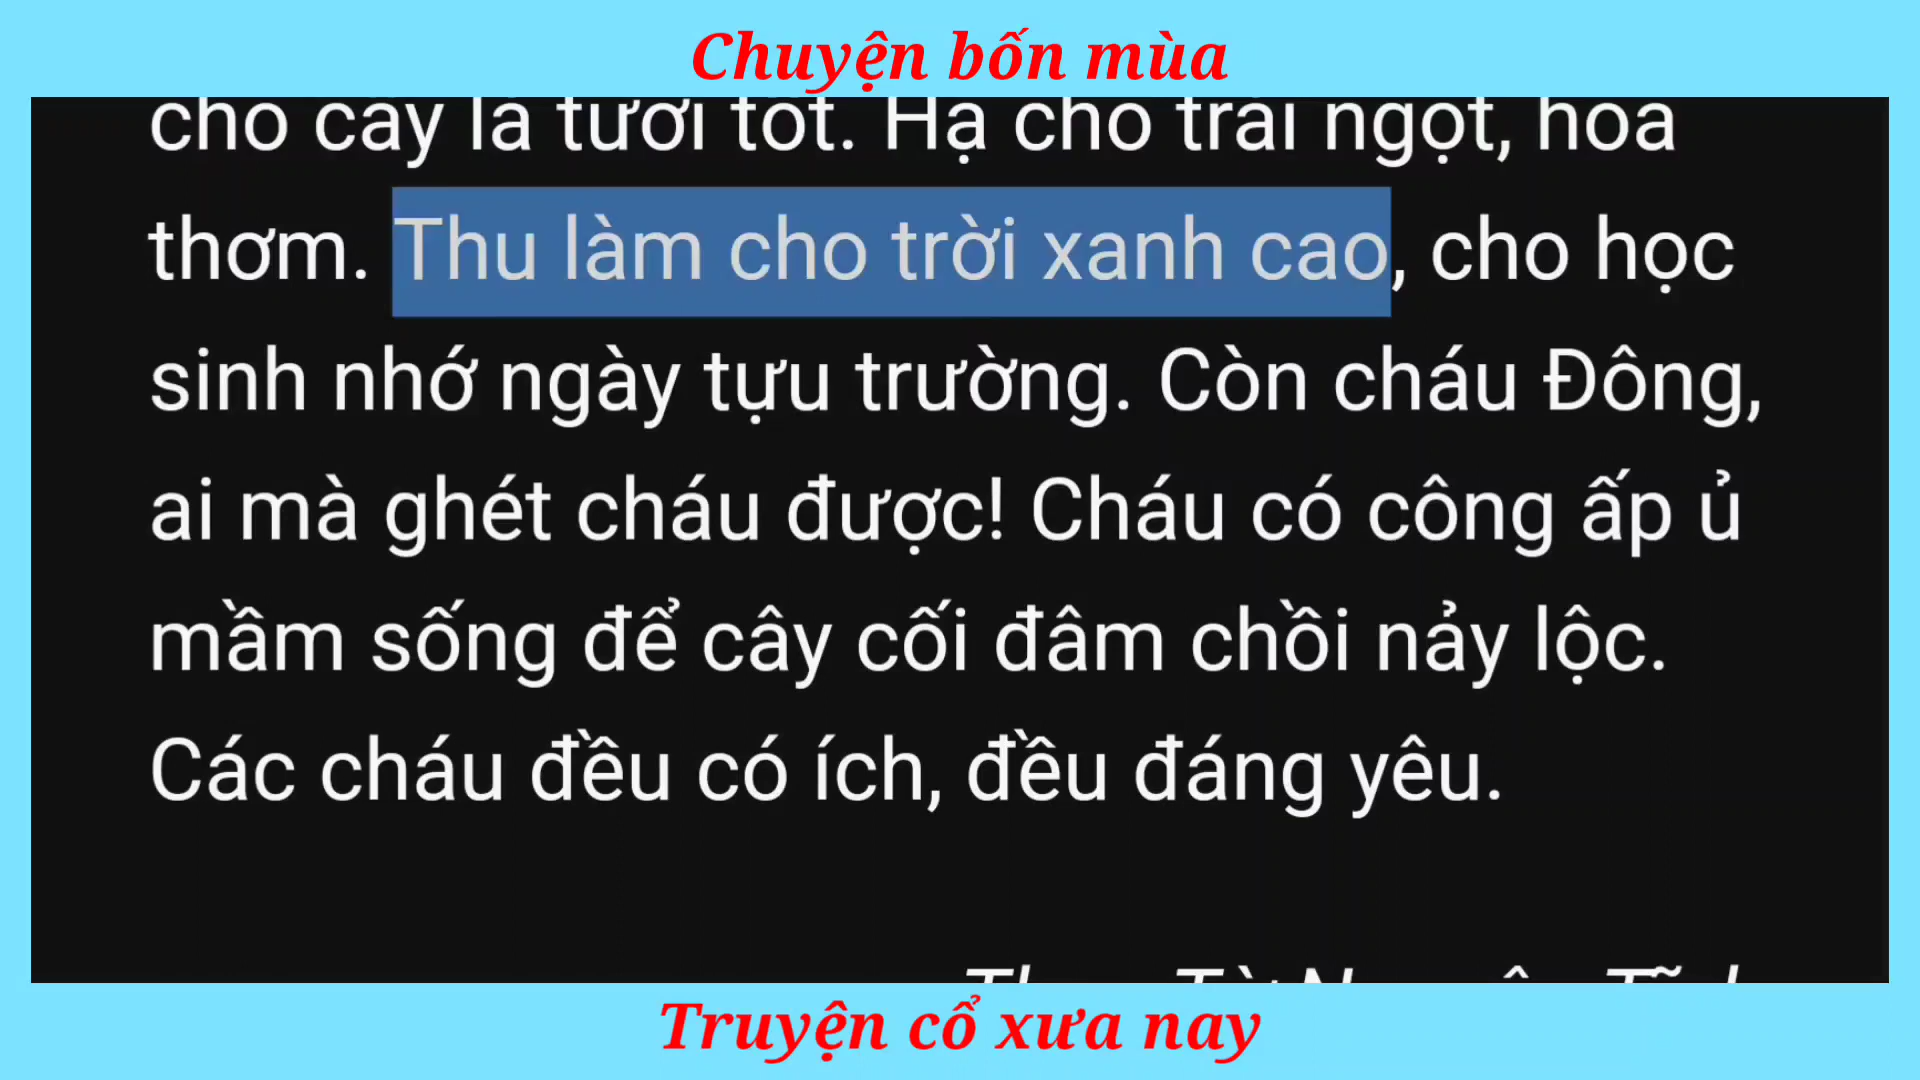 Chuyện bốn mùa
cho cây lá tươi tốt. Hạ cho trái ngọt, hoa
thơm. Thu làm cho trời xanh cao, cho học
sinh nhớ ngày tựu trường. Còn cháu Đông,
ai mà ghét cháu được! Cháu có công ấp ủ
mầm sống để cây cối đâm chồi nảy lộc.
Các cháu đều có ích, đều đáng yêu.
Truyện cổ xưa nay